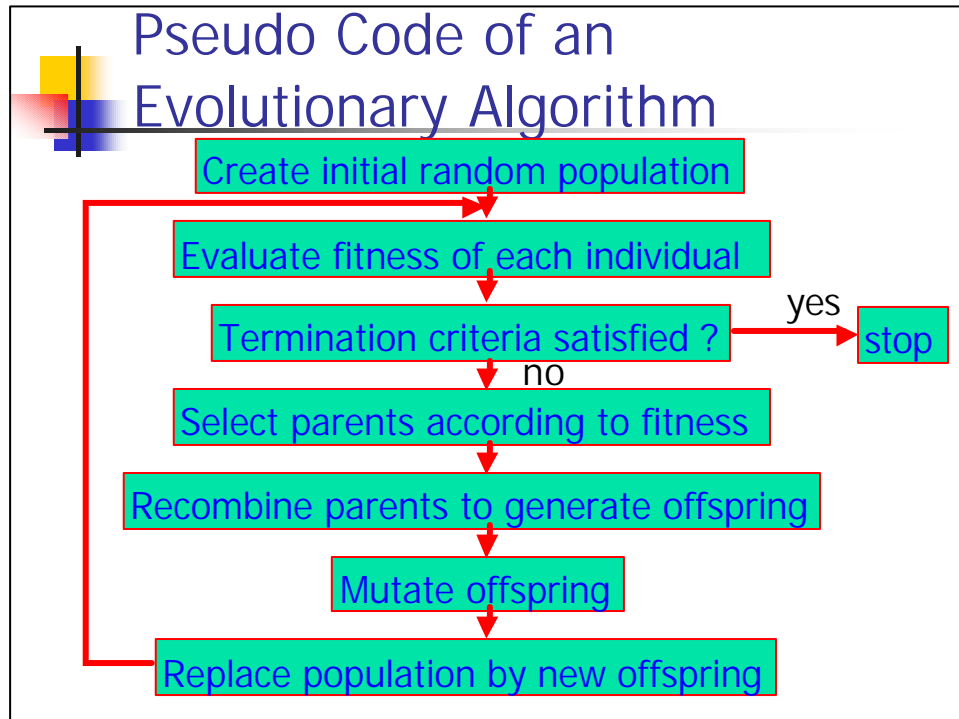 Pseudo Code of an
Evolutionary Algorithm
Create initial random population
Evaluate fitness of each individual
Termination criteria satisfied ?
yes
stop
no
Select parents according to fitness
Recombine parents to generate offspring
Mutate offspring
Replace population by new offspring